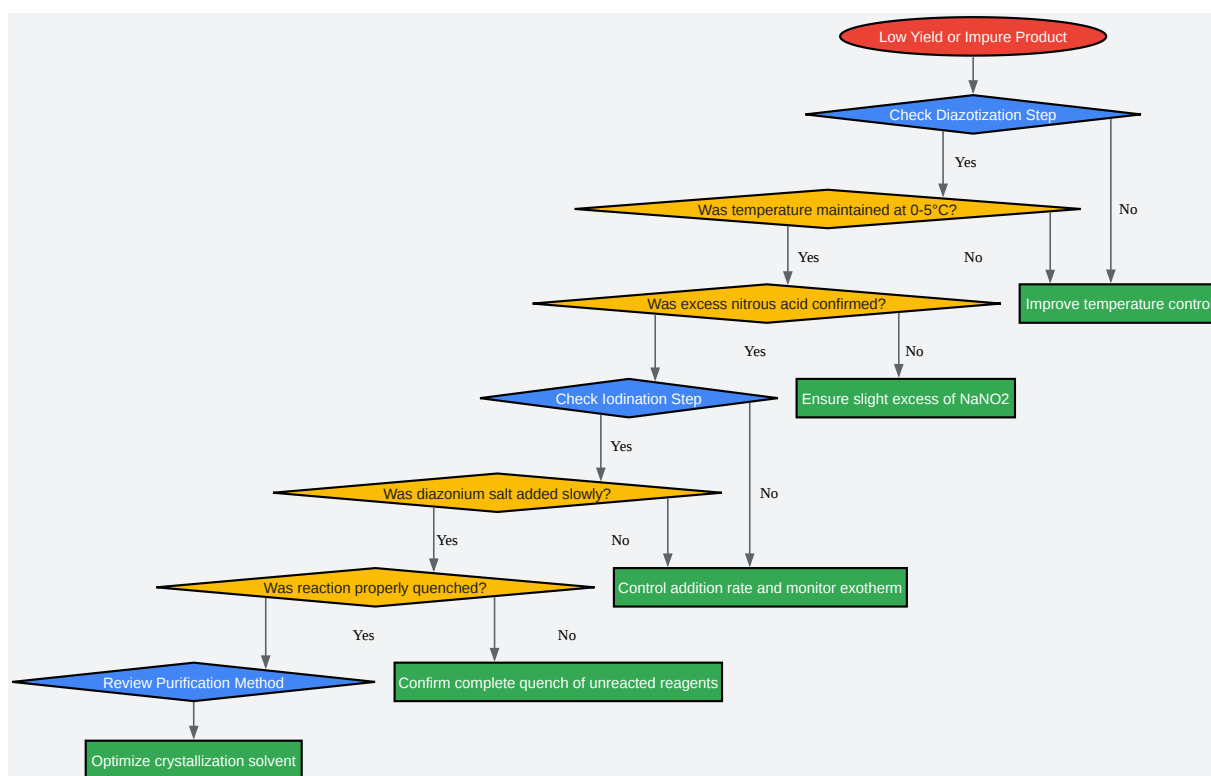 Low Yield or Impure Product
Check Diazotization Step
Yes
Was temperature maintained at 0-5°C?
No
Yes
No
Was excess nitrous acid confirmed?
Improve temperature control
Yes
No
Check Iodination Step
Ensure slight excess of NaNO2
Yes
Was diazonium salt added slowly?
No
Yes
No
Was reaction properly quenched?
Control addition rate and monitor exotherm
Yes
No
Review Purification Method
Confirm complete quench of unreacted reagents
Optimize crystallization solvent